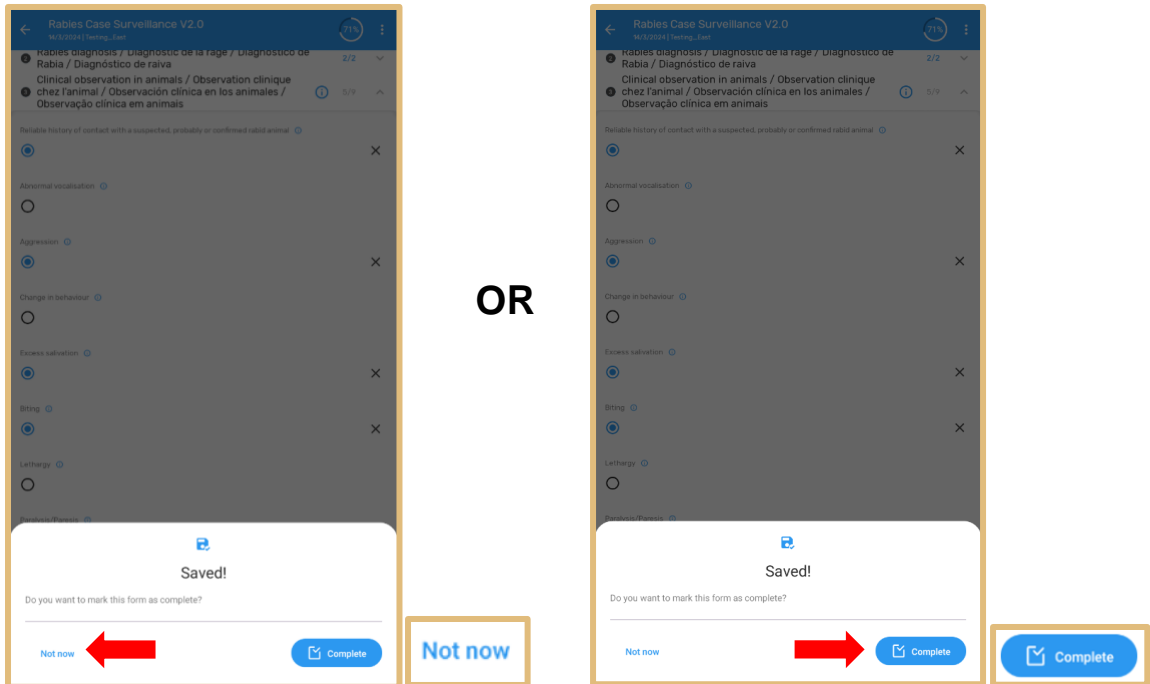 Rabies Case Surveillance V2.0
14/3/2024 | Testing_East
71%
Rabies diagnosis / Diagnostic de la rage / Diagnóstico de
Rabia / Diagnóstico de raiva
2/2
Clinical observation in animals / Observation clinique
chez l'animal / Observación clínica en los animales /
Observação clínica em animais
Reliable History of contact with a suspected, probably or confirmed rabid animal
Abnormal vocalisation
Aggression
Change in behaviour
Excess salivation
Biting
Lethargy
Paralysis/Paresis
Saved!
Do you want to mark this form as complete?
Not now
Complete
Not now
OR
Rabies Case Surveillance V2.0
14/3/2024 | Testing_East
71%
Rabies diagnosis / Diagnostic de la rage / Diagnóstico de
Rabia / Diagnóstico de raiva
2/2
Clinical observation in animals / Observation clinique
chez l'animal / Observación clínica en los animales /
Observação clínica em animais
Reliable History of contact with a suspected, probably or confirmed rabid animal
Abnormal vocalisation
Aggression
Change in behaviour
Excess salivation
Biting
Lethargy
Paralysis/Paresis
Saved!
Do you want to mark this form as complete?
Not now
Complete
Complete